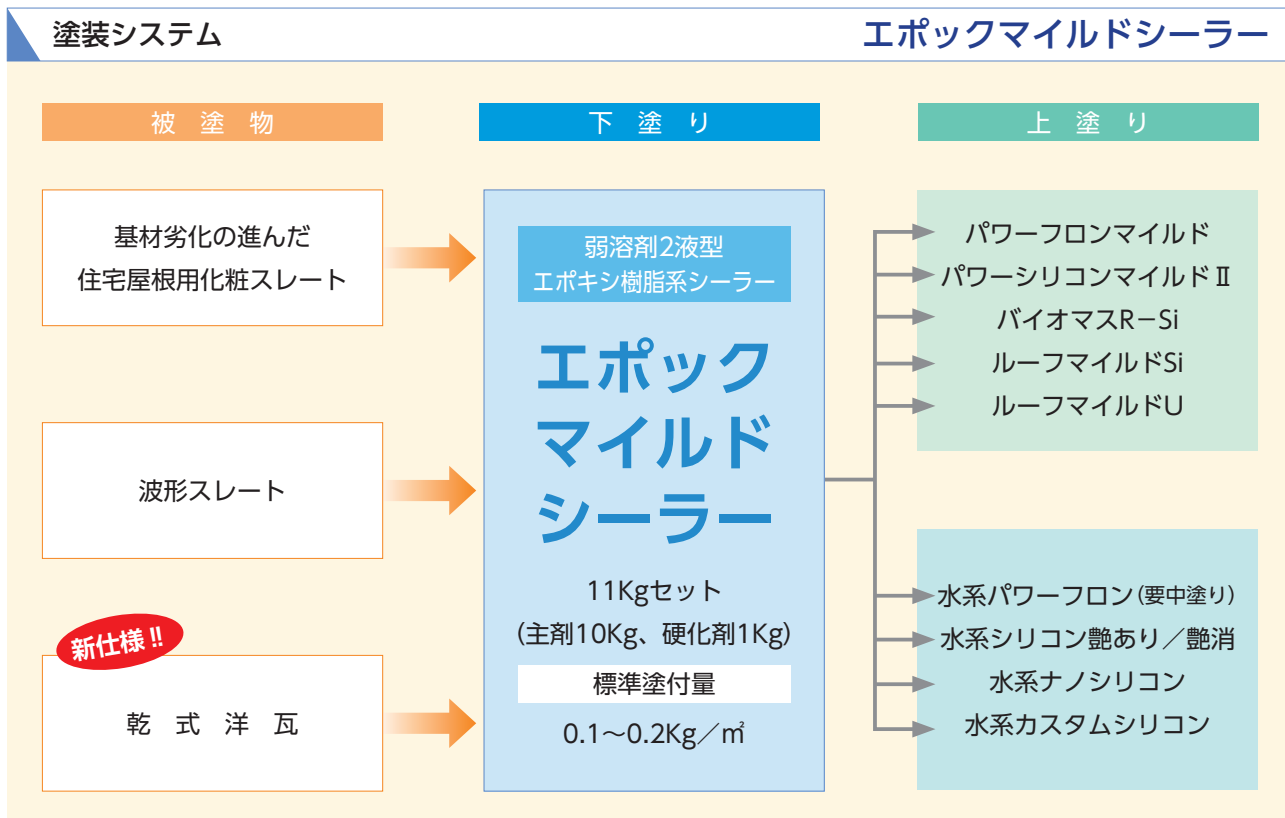 塗装システム
エポックマイルドシーラー
被塗物
下塗り
上塗り
基材劣化の進んだ
住宅屋根用化粧スレート
波形スレート
新仕様!!
乾式洋瓦
弱溶剤2液型
エポキシ樹脂系シーラー
エポック
マイルド
シーラー
11Kgセット
(主剤10Kg、硬化剤1Kg)
標準塗付量
0.1〜0.2Kg／㎡
パワーフロンマイルド
パワーシリコンマイルドⅡ
バイオマスR−Si
ルーフマイルドSi
ルーフマイルドU
水系パワーフロン(要中塗り)
水系シリコン艶あり／艶消
水系ナノシリコン
水系カスタムシリコン